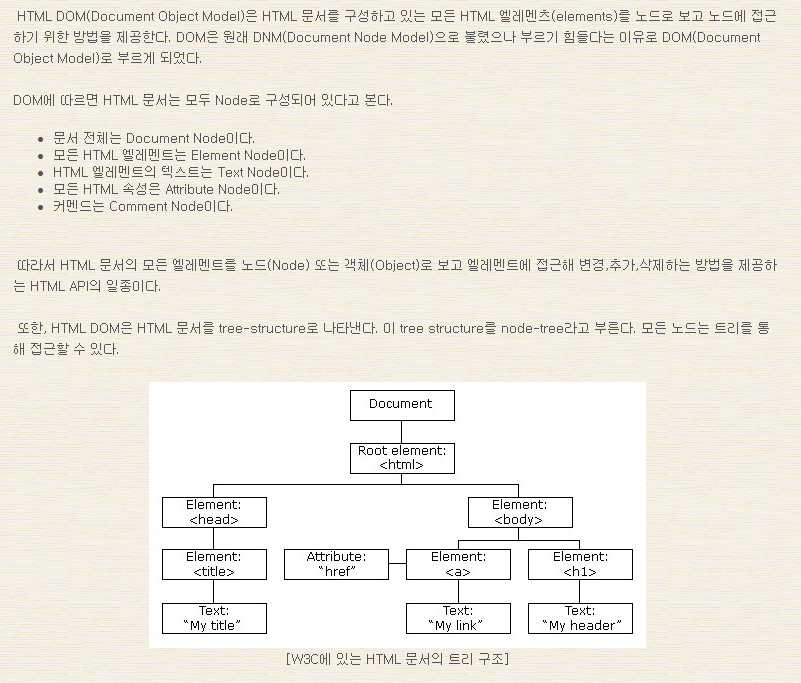 HTML DOM(Document Object Model)은 HTML 문서를 구성하고 있는 모든 HTML 엘레멘츠(elements)를 노드로 보고 노드에 접근
하기 위한 방법을 제공한다. DOM은 원래 DNM(Document Node Model)으로 불렸으나 부르기 힘들다는 이유로 DOM(Document
Object Model)로 부르게 되었다.
DOM에 따르면 HTML 문서는 모두 Node로 구성되어 있다고 본다.
• 문서 전체는 Document Node이다.
• 모든 HTML 엘레멘트는 Element Node이다.
• HTML 엘레멘트의 텍스트는 Text Node이다.
• 모든 HTML 속성은 Attribute Node이다.
• 커멘드는 Comment Node이다.
따라서 HTML 문서의 모든 엘레멘트를 노드(Node) 또는 객체(Object)로 보고 엘레멘트에 접근해 변경,추가,삭제하는 방법을 제공하
는 HTML API의 일종이다.
또한, HTML DOM은 HTML 문서를 tree-structure로 나타낸다. 이 tree structure를 node-tree라고 부른다. 모든 노드는 트리를 통
해 접근할 수 있다.
Document
Root element:
<html>
Element:
<head>
Element:
<body>
Element:
<title>
Attribute:
"href"
Element:
<a>
Element:
<h1>
Text:
"My title"
Text:
"My link"
Text:
"My header"
[W3C에 있는 HTML 문서의 트리 구조]